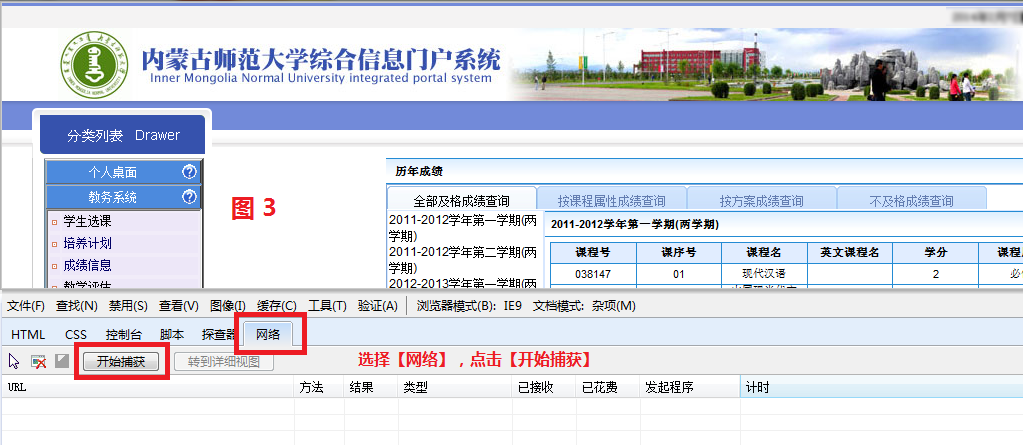 内蒙古师范大学综合信息门户系统
Inner Mongolia Normal University integrated portal system
分类列表 Drawer
个人桌面
教务系统
学生选课
培养计划
成绩信息
教学评估
图 3
历年成绩
全部及格成绩查询 按课程属性成绩查询 按方案成绩查询 不及格成绩查询
2011-2012学年第一学期(两
学期)
2011-2012学年第二学期(两
学期)
2012-2013学年第一学期(两
2011-2012学年第一学期(两学期)
课程号 课序号 课程名 英文课程名 学分
038147 01 现代汉语 2 必
文件(F) 查找(N) 禁用(S) 查看(V) 图像(I) 缓存(C) 工具(T) 验证(A) 浏览器模式(B): IE9 文档模式: 杂项(M)
HTML CSS 控制台 脚本 探查器 网络
开始捕获 转到详细视图 选择【网络】，点击【开始捕获】
URL 方法 结果 类型 已接收 已花费 发起程序 计时